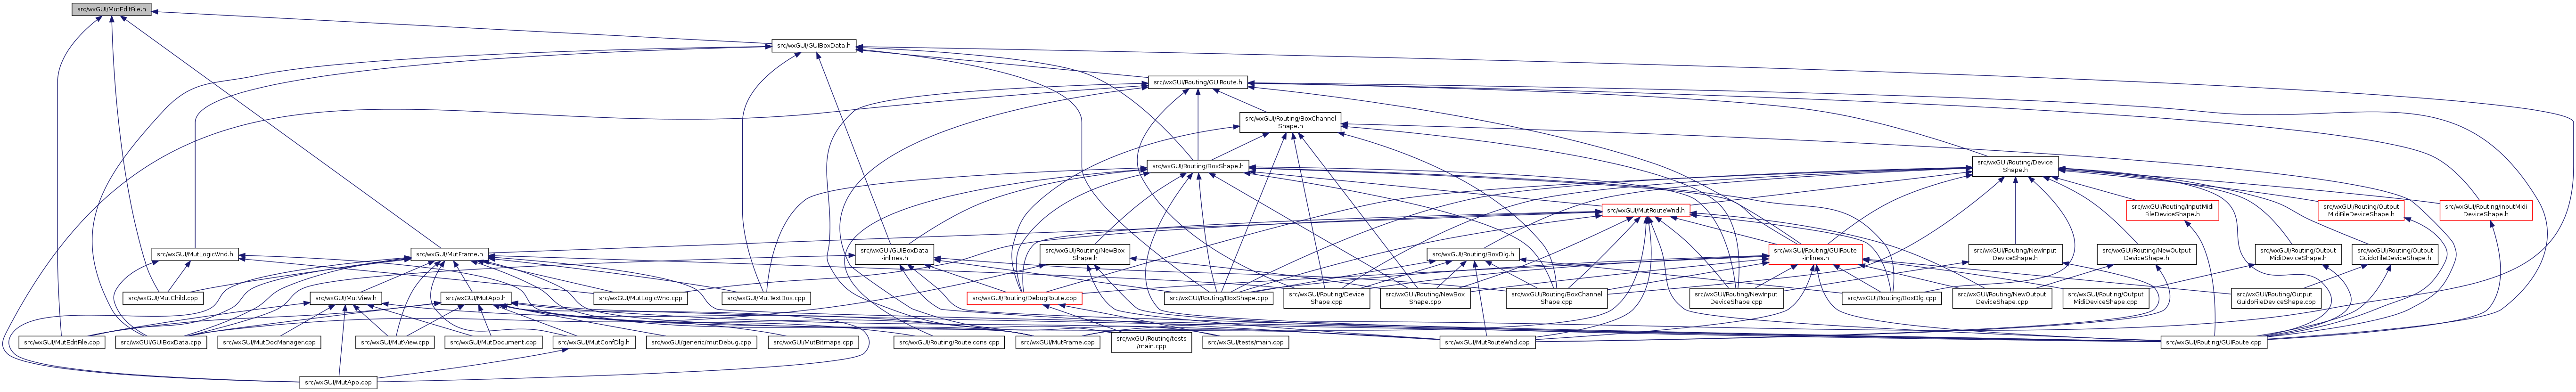 src/wxGUI/MutEditFile.h
src/wxGUI/GUIBoxData.h
src/wxGUI/Routing/GUIRoute.h
src/wxGUI/Routing/BoxChannel
Shape.h
src/wxGUI/Routing/BoxShape.h
src/wxGUI/Routing/Device
Shape.h
src/wxGUI/MutRouteWnd.h
src/wxGUI/Routing/InputMidi
FileDeviceShape.h
src/wxGUI/Routing/Output
MidiFileDeviceShape.h
src/wxGUI/Routing/InputMidi
DeviceShape.h
src/wxGUI/MutLogicWnd.h
src/wxGUI/MutFrame.h
src/wxGUI/GUIBoxData
-inlines.h
src/wxGUI/Routing/NewBox
Shape.h
src/wxGUI/Routing/BoxDlg.h
src/wxGUI/Routing/GUIRoute
-inlines.h
src/wxGUI/Routing/NewInput
DeviceShape.h
src/wxGUI/Routing/NewOutput
DeviceShape.h
src/wxGUI/Routing/Output
MidiDeviceShape.h
src/wxGUI/Routing/Output
GuidoFileDeviceShape.h
src/wxGUI/MutChild.cpp
src/wxGUI/MutView.h
src/wxGUI/MutApp.h
src/wxGUI/MutLogicWnd.cpp
src/wxGUI/MutTextBox.cpp
src/wxGUI/Routing/DebugRoute.cpp
src/wxGUI/Routing/BoxShape.cpp
src/wxGUI/Routing/Device
Shape.cpp
src/wxGUI/Routing/NewBox
Shape.cpp
src/wxGUI/Routing/BoxChannel
Shape.cpp
src/wxGUI/Routing/NewInput
DeviceShape.cpp
src/wxGUI/Routing/BoxDlg.cpp
src/wxGUI/Routing/NewOutput
DeviceShape.cpp
src/wxGUI/Routing/Output
MidiDeviceShape.cpp
src/wxGUI/Routing/Output
GuidoFileDeviceShape.cpp
src/wxGUI/MutEditFile.cpp
src/wxGUI/GUIBoxData.cpp
src/wxGUI/MutDocManager.cpp
src/wxGUI/MutView.cpp
src/wxGUI/MutDocument.cpp
src/wxGUI/MutConfDlg.h
src/wxGUI/generic/mutDebug.cpp
src/wxGUI/MutBitmaps.cpp
src/wxGUI/Routing/RouteIcons.cpp
src/wxGUI/MutFrame.cpp
src/wxGUI/Routing/tests
/main.cpp
src/wxGUI/tests/main.cpp
src/wxGUI/MutRouteWnd.cpp
src/wxGUI/Routing/GUIRoute.cpp
src/wxGUI/MutApp.cpp